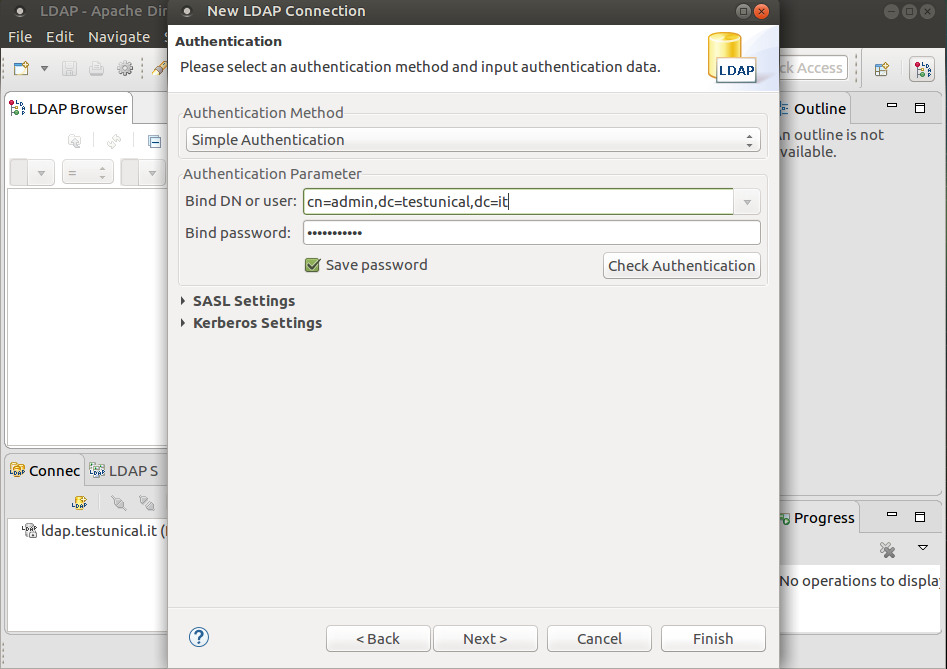 LDAP - Apache Dir
New LDAP Connection
File Edit Navigate
Authentication
Please select an authentication method and input authentication data.
LDAP
ck Access
LDAP Browser
Outline
An outline is not
available.
Authentication Method
Simple Authentication
=
Authentication Parameter
Bind DN or user: cn=admin,dc=testunical,dc=it
Bind password: •••••••••••
Save password
Check Authentication
SASL Settings
Kerberos Settings
Connec
LDAP S
LDAP
ldap.testunical.it (
Progress
No operations to displa
?
< Back
Next >
Cancel
Finish